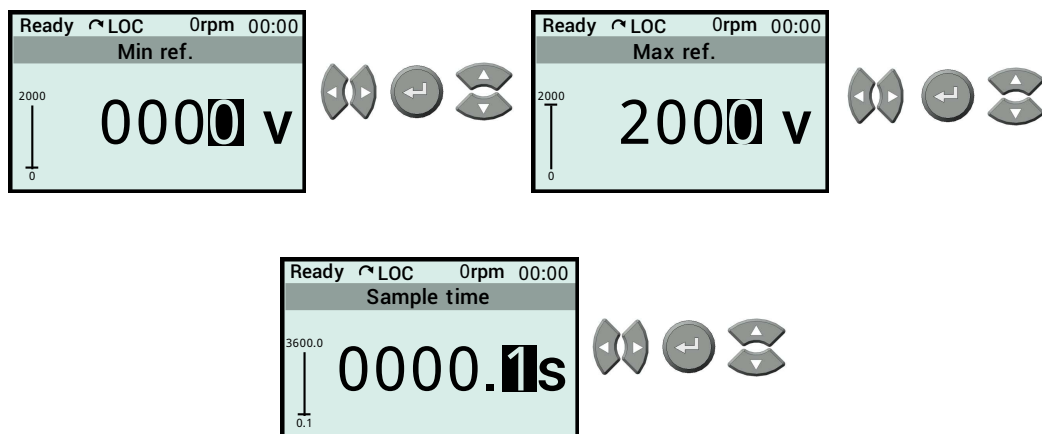 Ready LOC 0rpm 00:00
Min ref.
2000
0000 v
0
Ready LOC 0rpm 00:00
Max ref.
2000
2000 v
0
Ready LOC 0rpm 00:00
Sample time
3600.0
0000.1s
0.1